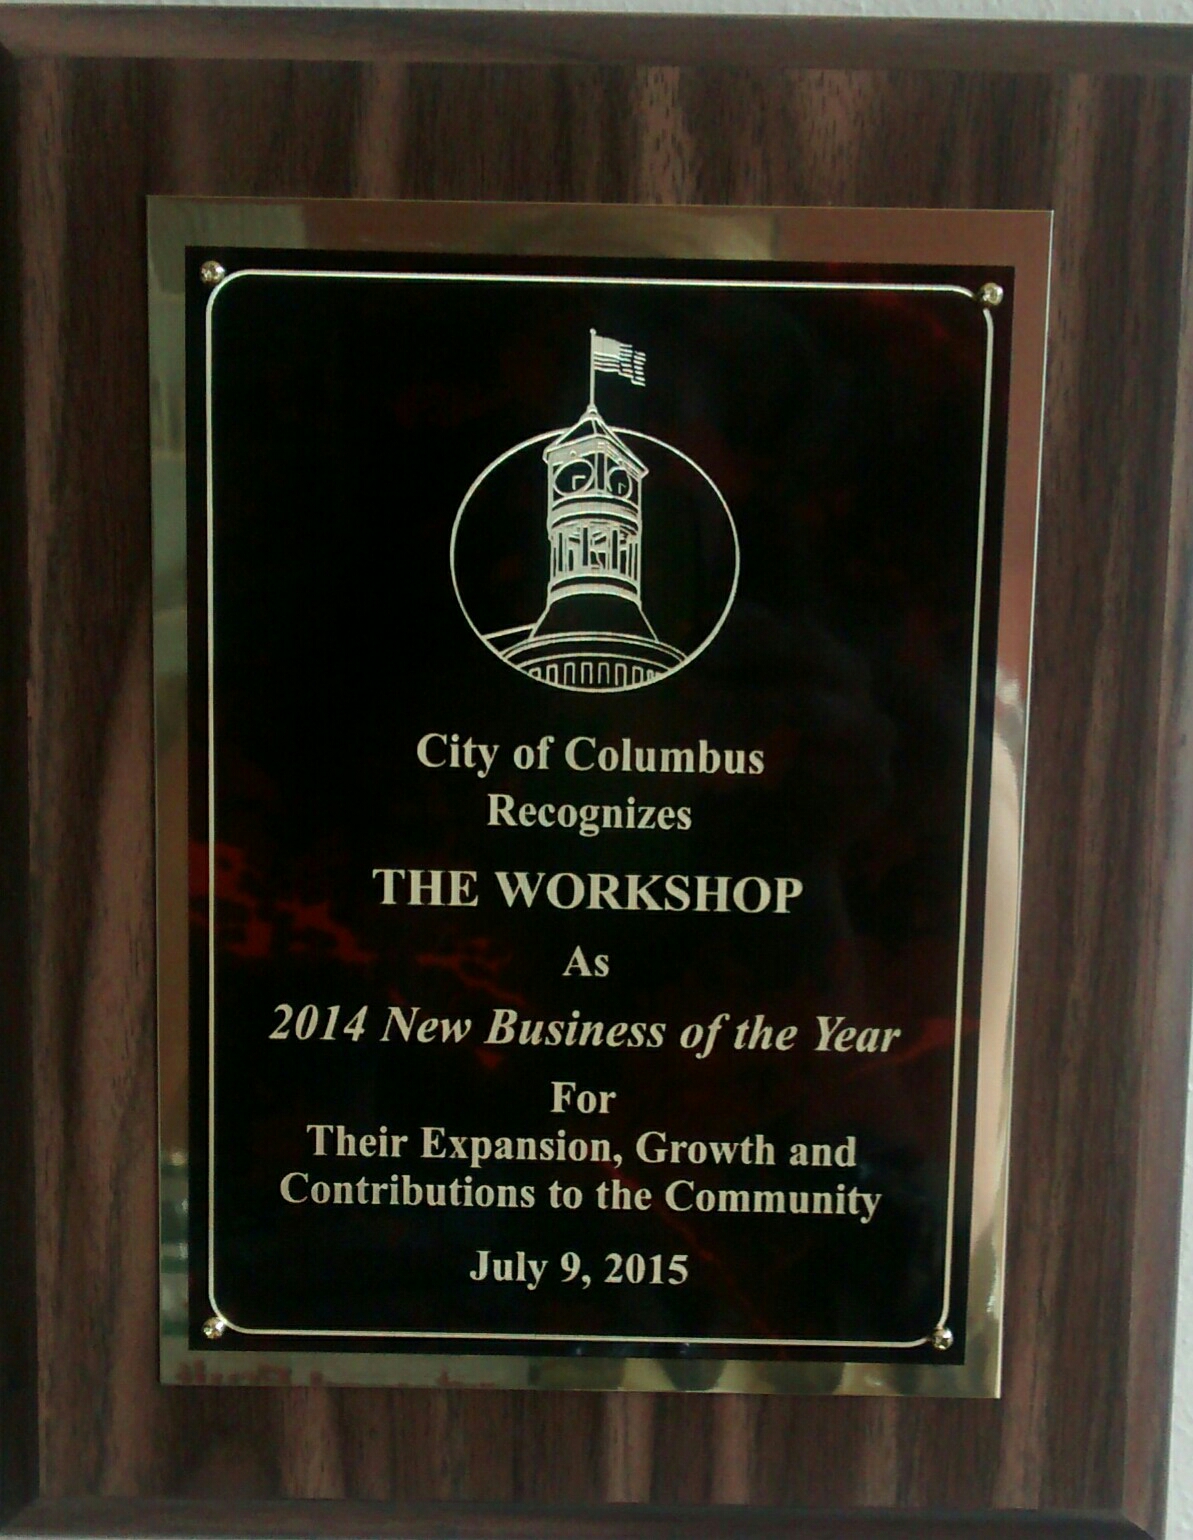 City of Columbus
Recognizes
THE WORKSHOP
As
2014 New Business of the Year
For
Their Expansion, Growth and
Contributions to the Community
July 9, 2015